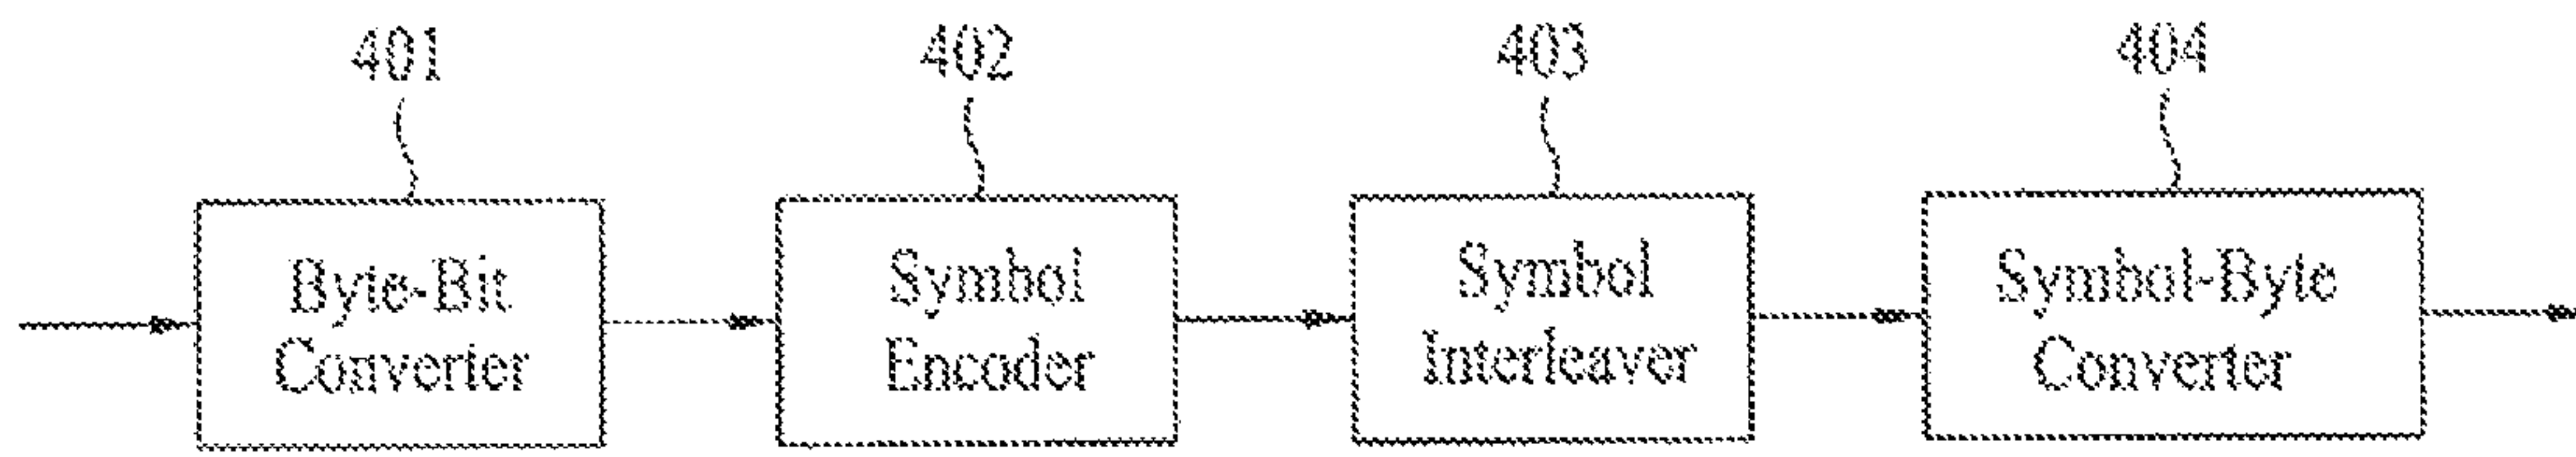 401 402 403 404
Byte-Bit Symbol Symbol Symbol-Byte
Converter Encoder Interleaver Converter